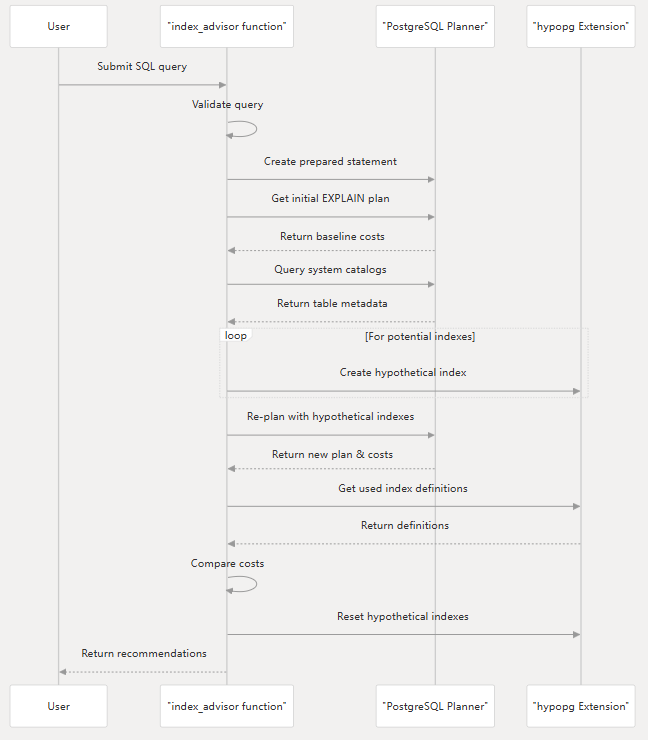 User
"index_advisor function"
"PostgreSQL Planner"
"hypopg Extension"
Submit SQL query
Validate query
Create prepared statement
Get initial EXPLAIN plan
Return baseline costs
Query system catalogs
Return table metadata
loop
[For potential indexes]
Create hypothetical index
Re-plan with hypothetical indexes
Return new plan & costs
Get used index definitions
Return definitions
Compare costs
Reset hypothetical indexes
Return recommendations
User
"index_advisor function"
"PostgreSQL Planner"
"hypopg Extension"